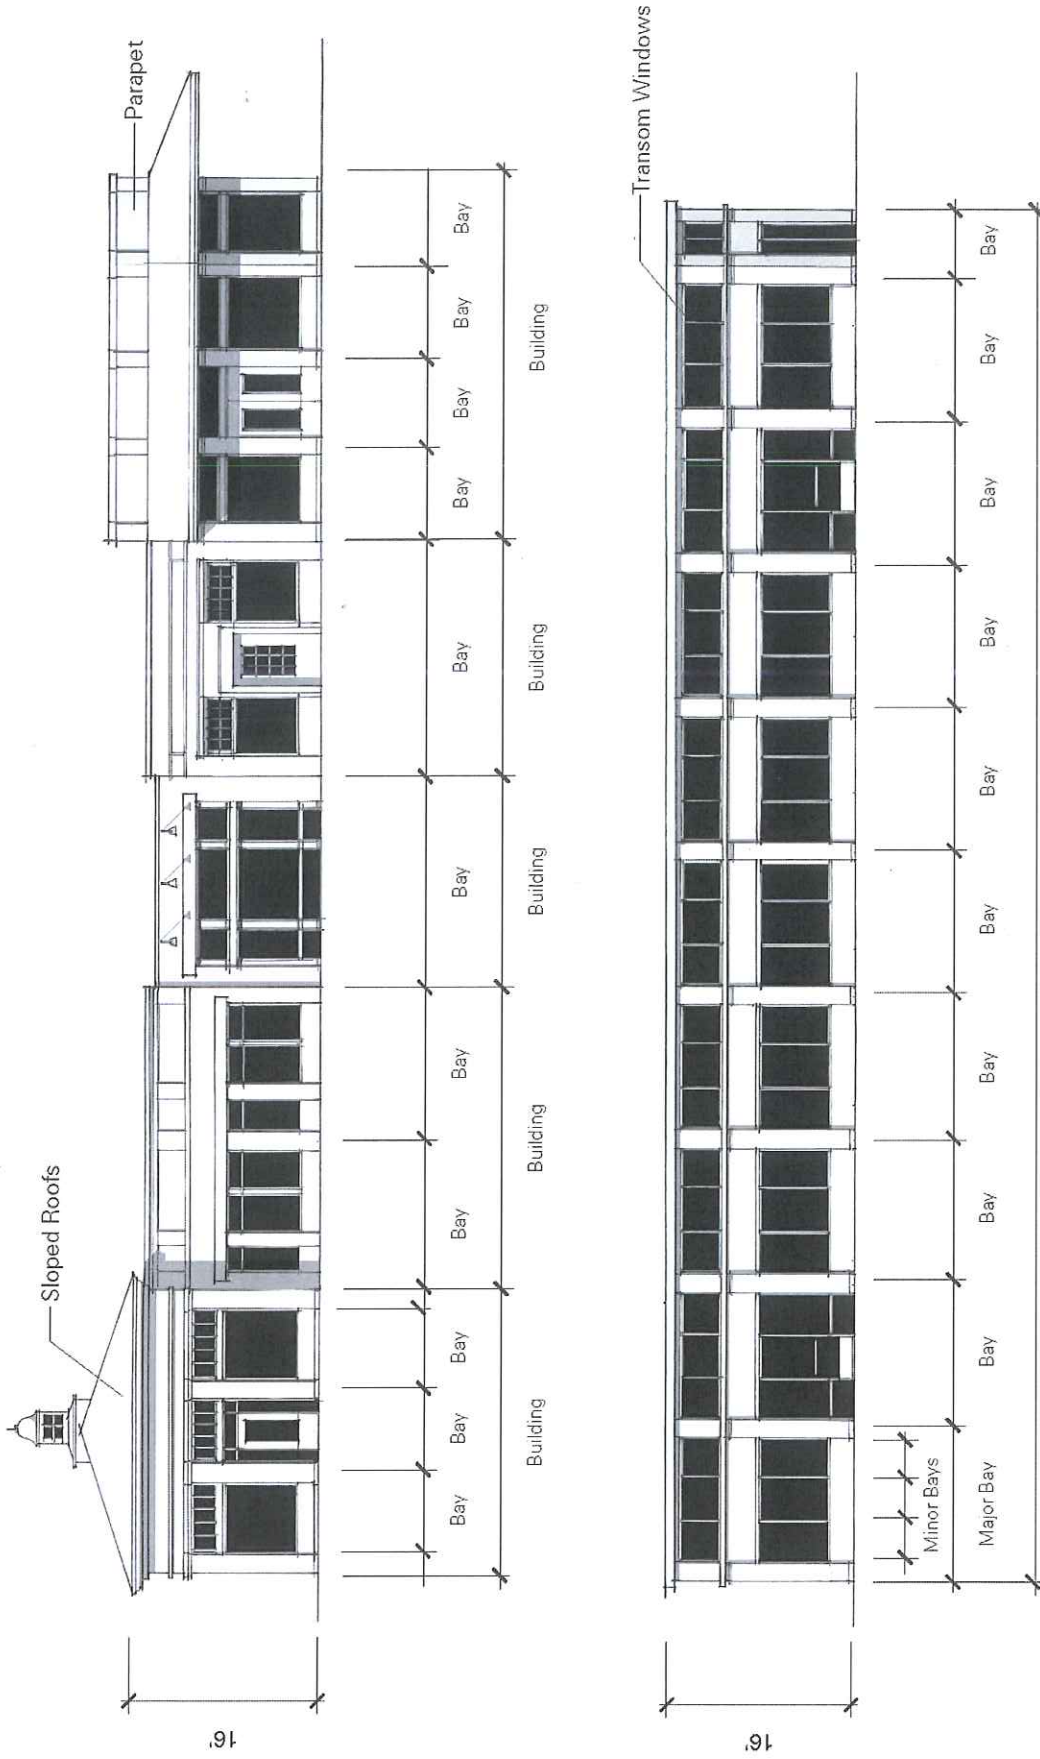 Sloped Roofs
Parapet
16'
Bay Bay Bay Bay Bay Bay Bay Bay Bay Bay Bay
Building Building Building Building Building
Transom Windows
16'
Minor Bays
Major Bay Bay Bay Bay Bay Bay Bay Bay Bay Bay